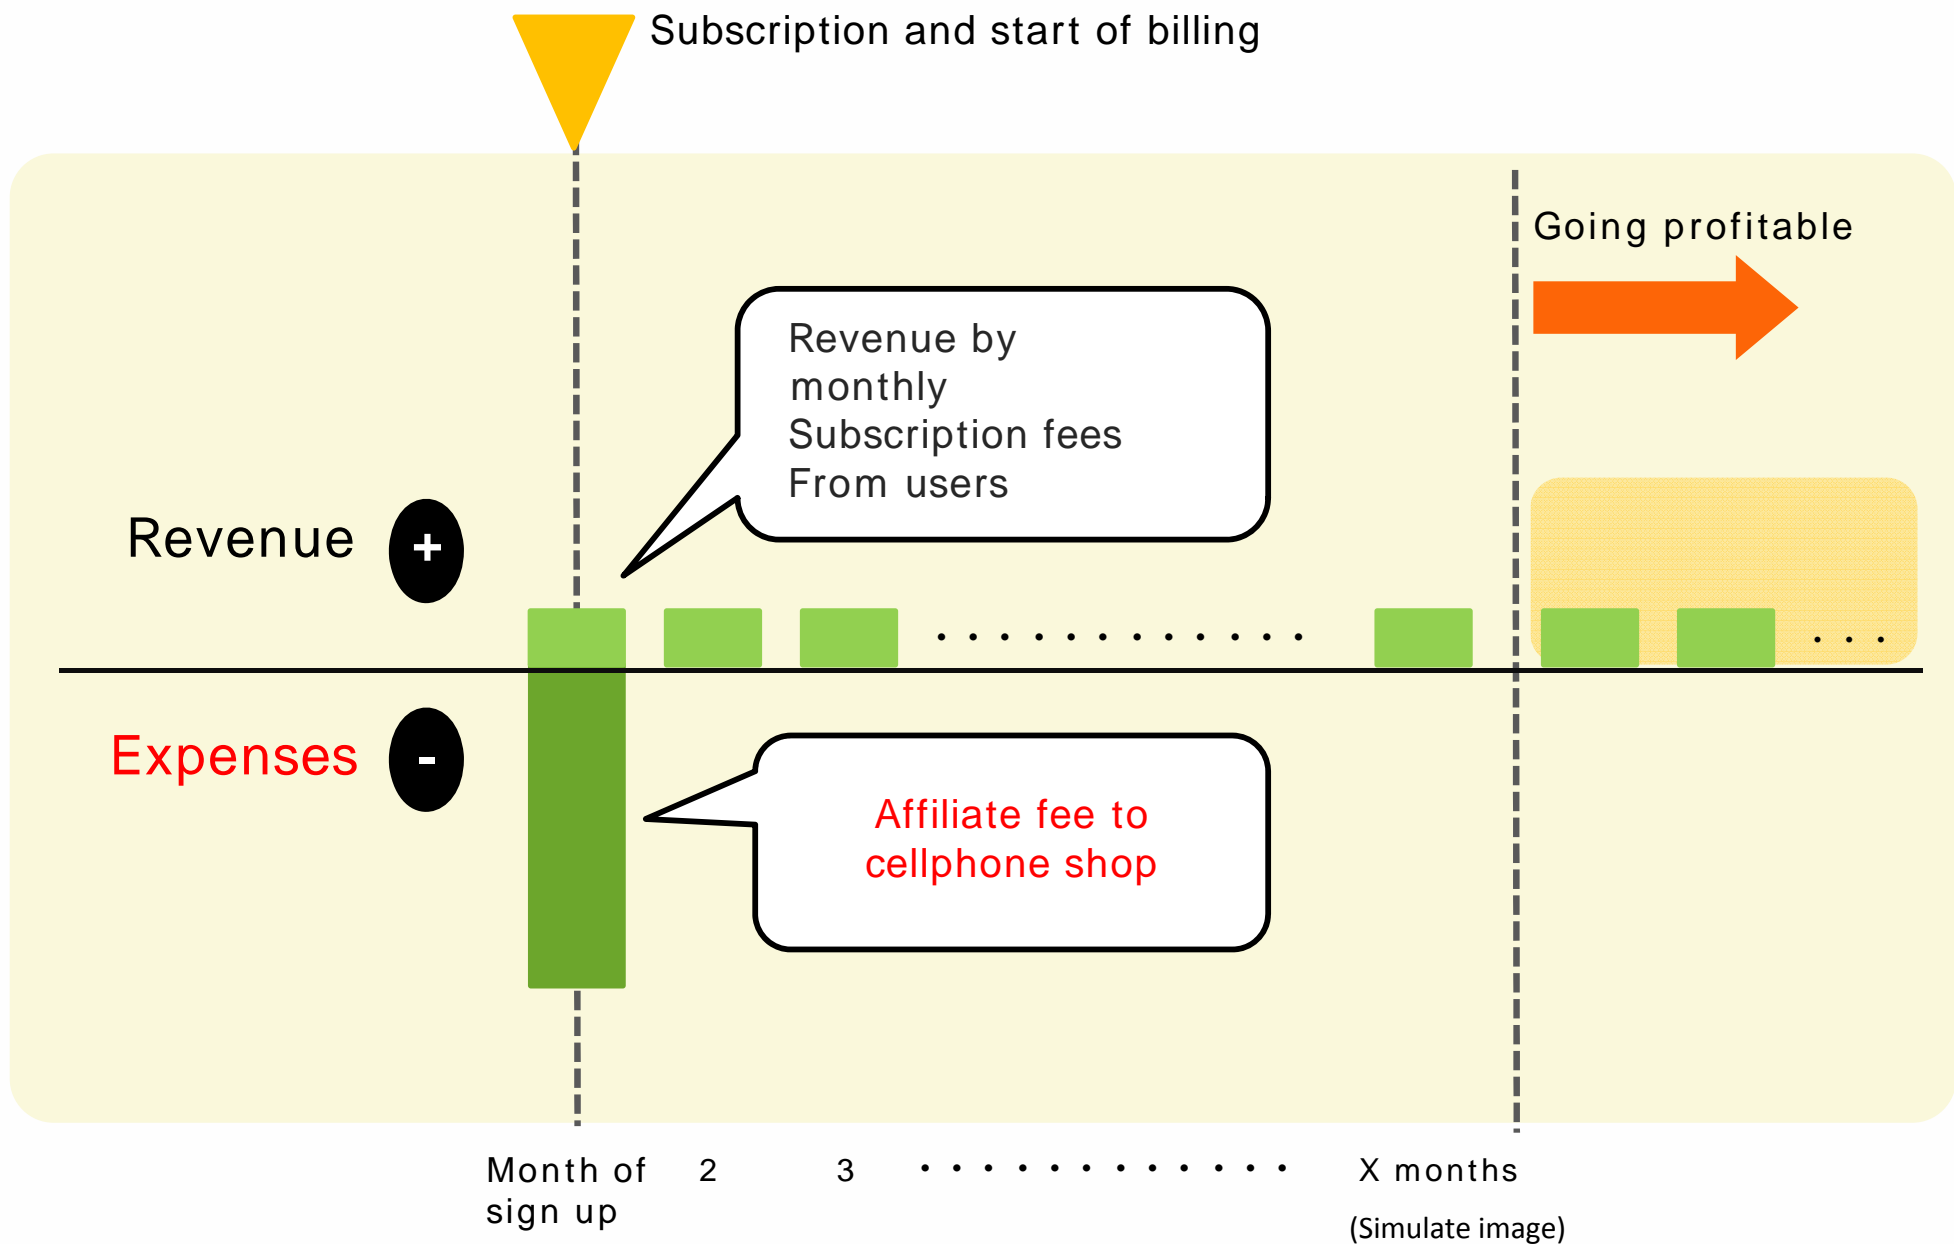 Subscription and start of billing
Going profitable
Revenue by
monthly
Subscription fees
From users
Revenue +
Expenses -
Affiliate fee to
cellphone shop
Month of
sign up
2
3
............
X months
(Simulate image)